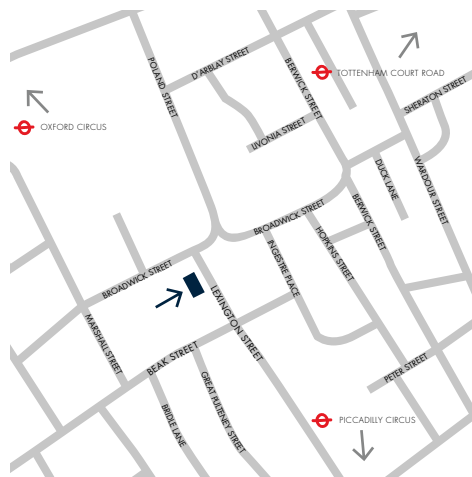 D'ARBLAY STREET
POLAND STREET
BERWICK STREET
TOTTENHAM COURT ROAD
SHERATON STREET
OXFORD CIRCUS
LIVONIA STREET
DUCK LANE
WARDOUR STREET
BROADWICK STREET
BERWICK STREET
HOPKINS STREET
INGESTRE PLACE
BROADWICK STREET
LEXINGTON STREET
MARSHALL STREET
BEAK STREET
PETER STREET
GREAT PULTENEY STREET
BRIDLE LANE
PICCADILLY CIRCUS